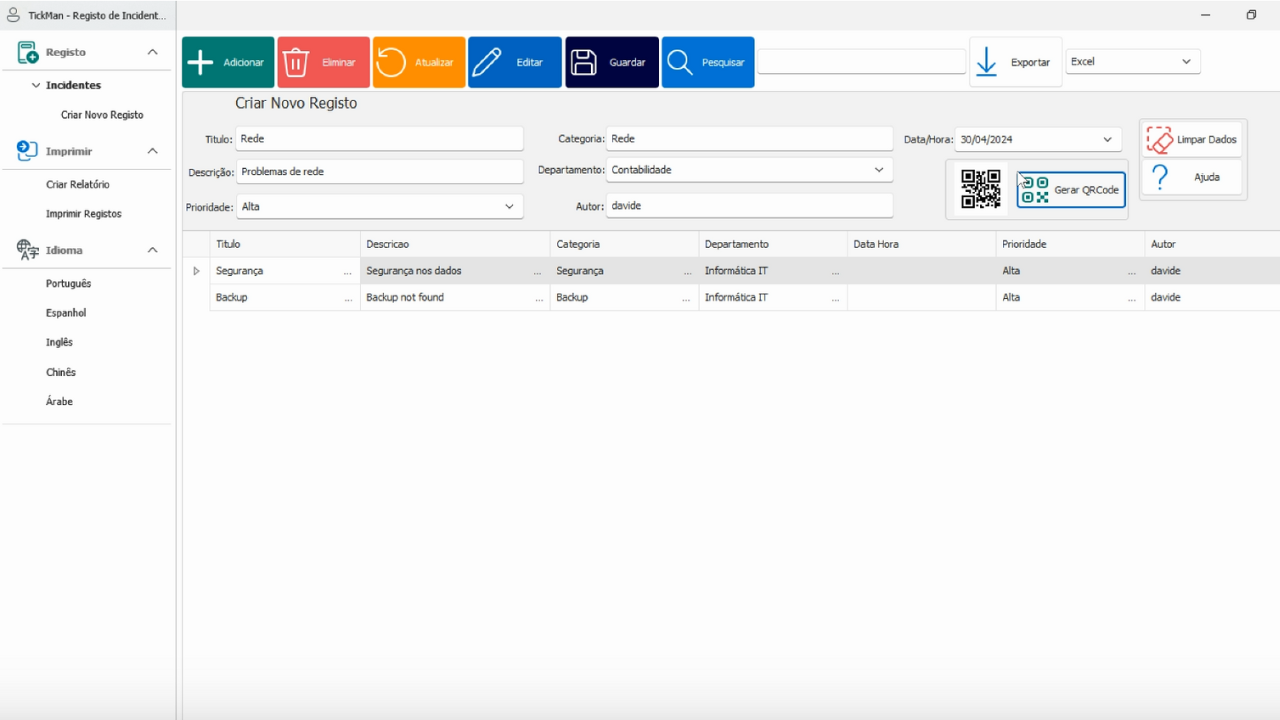 TickMan - Registo de Incident...
Registo
Incidentes
Criar Novo Registo
Imprimir
Criar Relatório
Imprimir Registos
Idioma
Português
Espanhol
Inglês
Chinês
Árabe
Adicionar
Eliminar
Atualizar
Editar
Guardar
Pesquisar
Exportar
Excel
Criar Novo Registo
Titulo: Rede
Categoria: Rede
Data/Hora: 30/04/2024
Limpar Dados
Descrição: Problemas de rede
Departamento: Contabilidade
Gerar QRCode
Ajuda
Prioridade: Alta
Autor: davide
Titulo Descricao Categoria Departamento Data Hora Prioridade Autor
Segurança ... Segurança nos dados ... Segurança ... Informática IT ... Alta ... davide
Backup ... Backup not found ... Backup ... Informática IT ... Alta ... davide